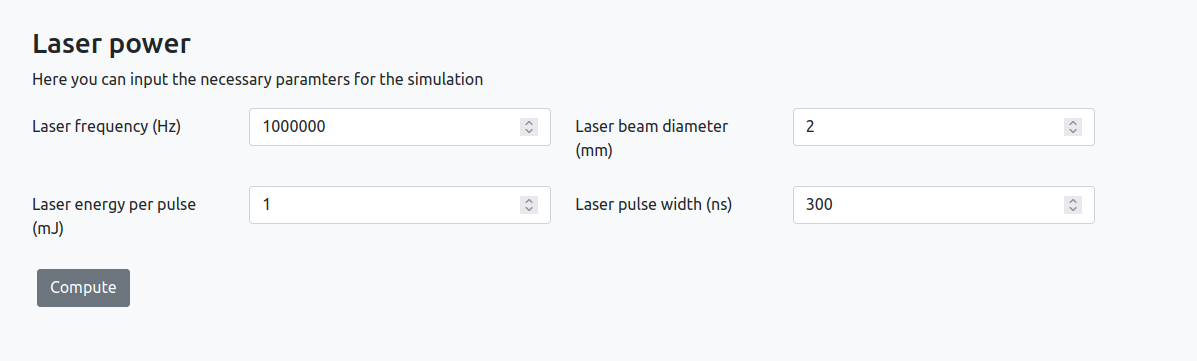 Laser power
Here you can input the necessary paramters for the simulation
Laser frequency (Hz)
1000000
Laser beam diameter
(mm)
2
Laser energy per pulse
(mJ)
1
Laser pulse width (ns)
300
Compute